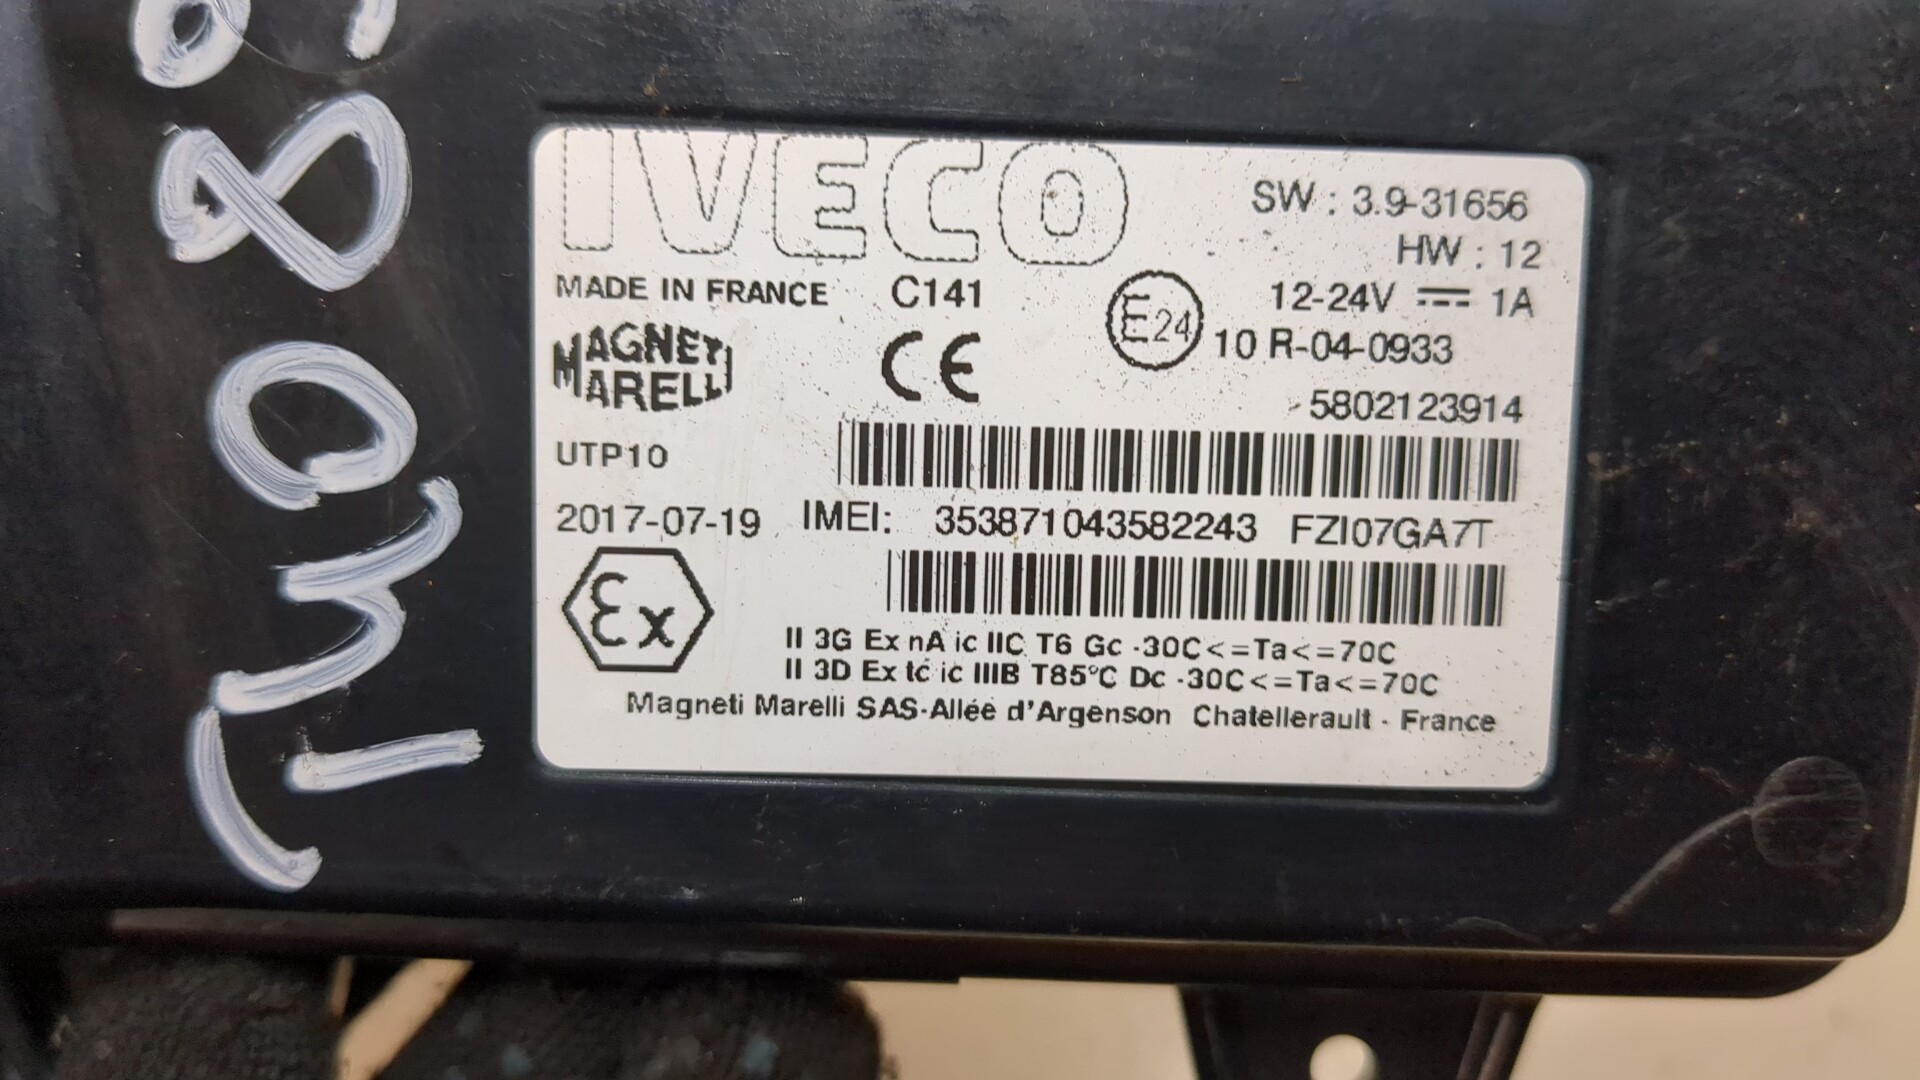 IVECO
SW : 3.9-31656
HW : 12
MADE IN FRANCE C141
E24
12-24V 1A
10 R-04-0933
MAGNETI
MARELLI
CE
5802123914
UTP10
2017-07-19 IMEI: 353871043582243 FZI07GA7T
Ex
II 3G Ex nA ic IIC T6 Gc -30C<=Ta<=70C
II 3D Ex tc ic IIIB T85°C Dc -30C<=Ta<=70C
Magneti Marelli SAS-Allée d'Argenson Chatellerault - France